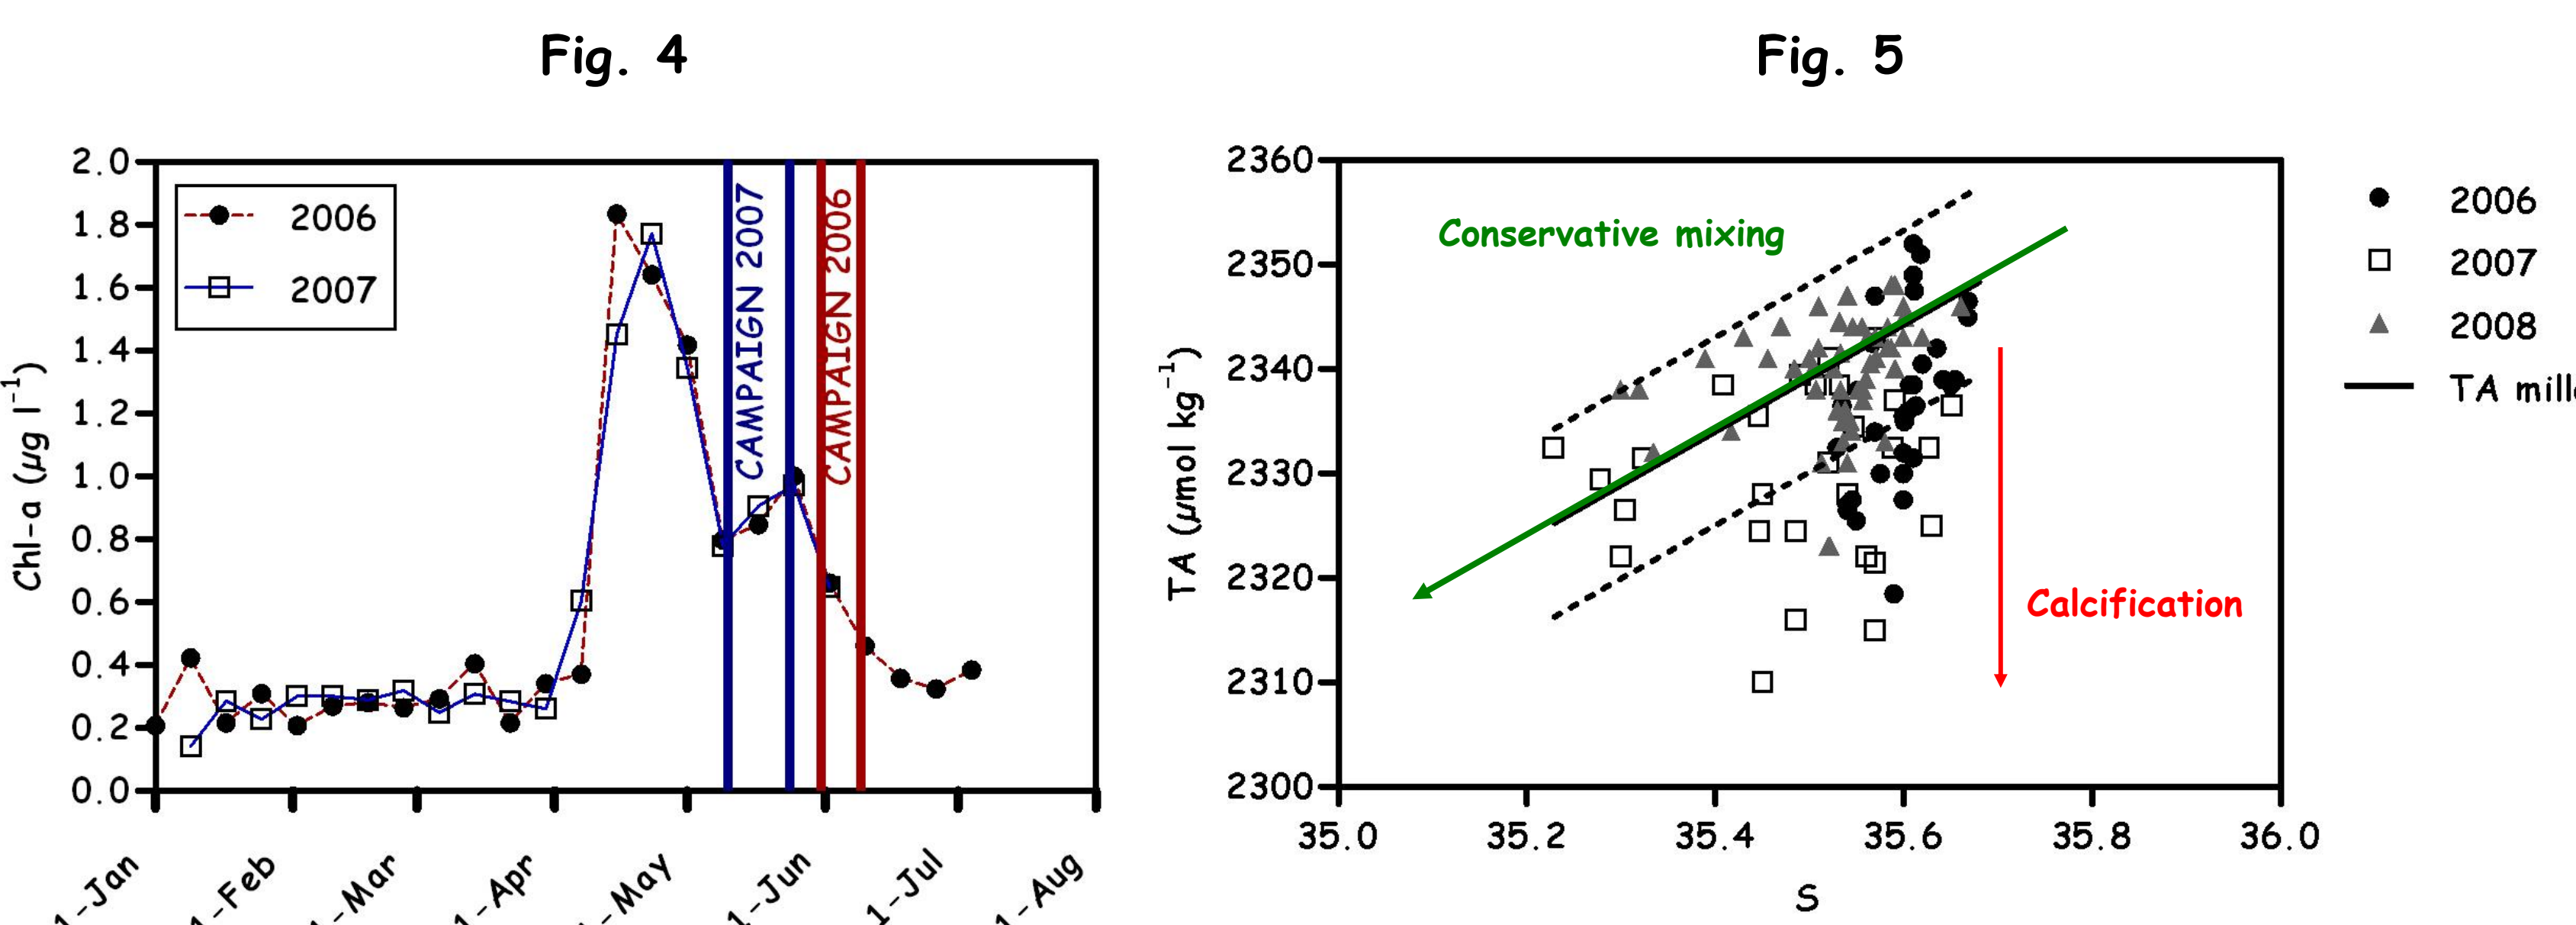 Fig. 4
2.0
1.8
1.6
1.4
1.2
1.0
0.8
0.6
0.4
0.2
0.0
Chl-a (µg l⁻¹)
2006
2007
CAMPAIGN 2007
CAMPAIGN 2006
1-Jan
1-Feb
1-Mar
1-Apr
1-May
1-Jun
1-Jul
1-Aug
Fig. 5
2360
2350
2340
2330
2320
2310
2300
TA (µmol kg⁻¹)
Conservative mixing
Calcification
35.0
35.2
35.4
35.6
35.8
36.0
S
2006
2007
2008
TA